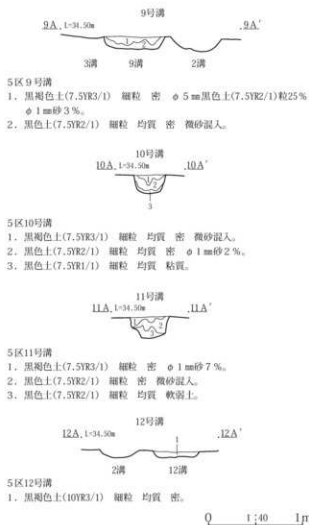 9号溝
9A L=34.50m 9A'
1
2
3溝 9溝 2溝
5区9号溝
1. 黒褐色土(7.5YR3/1) 細粒 密 φ5㎜黒色土(7.5YR2/1)粒25%
φ1㎜砂3%。
2. 黒色土(7.5YR2/1) 細粒 均質 密 微砂混入。
10号溝
10A L=34.50m 10A'
1
2
3
5区10号溝
1. 黒褐色土(7.5YR3/1) 細粒 均質 密 微砂混入。
2. 黒色土(7.5YR2/1) 細粒 均質 密 φ1㎜砂2%。
3. 黒色土(7.5YR1/1) 細粒 均質 粘質。
11号溝
11A L=34.50m 11A'
1
2
3
5区11号溝
1. 黒褐色土(7.5YR3/1) 細粒 密 φ1㎜砂7%。
2. 黒色土(7.5YR2/1) 細粒 密 微砂混入。
3. 黒色土(7.5YR2/1) 細粒 均質 軟弱土。
12号溝
12A L=34.50m 1 12A'
2溝 12溝
5区12号溝
1. 黒褐色土(10YR3/1) 細粒 均質 密。
0 1:40 1m